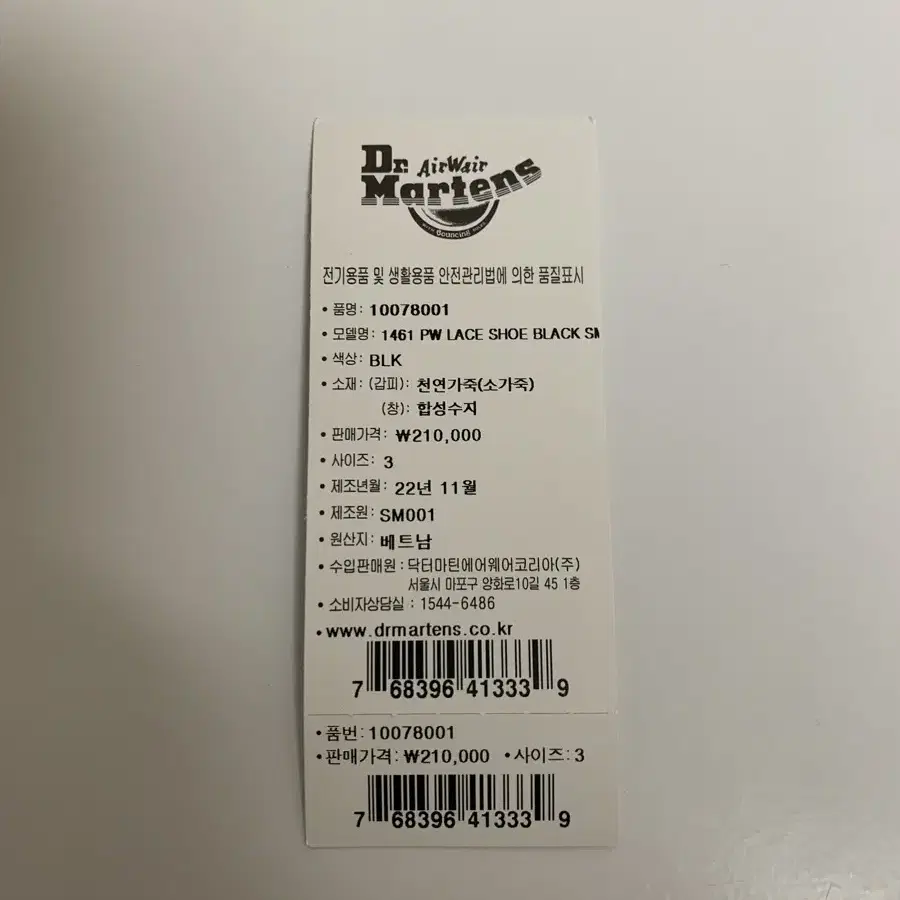 Dr. AirWair
Martens
Bouncing
전기용품 및 생활용품 안전관리법에 의한 품질표시
• 품명: 10078001
• 모델명: 1461 PW LACE SHOE BLACK SM
• 색상: BLK
• 소재: (갑피): 천연가죽(소가죽)
(창): 합성수지
• 판매가격: ₩210,000
• 사이즈: 3
• 제조년월: 22년 11월
• 제조원: SM001
• 원산지: 베트남
• 수입판매원 : 닥터마틴에어웨어코리아(주)
서울시 마포구 양화로10길 45 1층
• 소비자상담실 : 1544-6486
• www.drmartens.co.kr
7 68396 41333 9
• 품번: 10078001
• 판매가격: ₩210,000 • 사이즈: 3
7 68396 41333 9